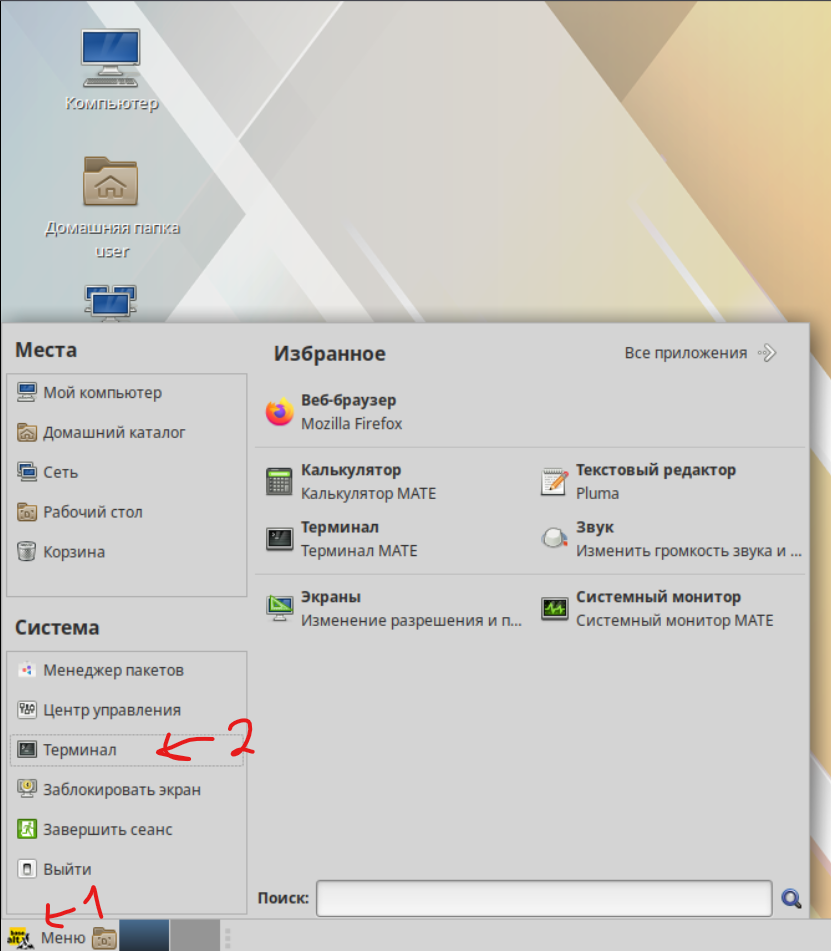 Компьютер
Домашняя папка
user
Места
Мой компьютер
Домашний каталог
Сеть
Рабочий стол
Корзина
Система
Менеджер пакетов
Центр управления
Терминал
2
Заблокировать экран
Завершить сеанс
Выйти
Избранное
Все приложения
Веб-браузер
Mozilla Firefox
Калькулятор
Калькулятор MATE
Текстовый редактор
Pluma
Терминал
Терминал MATE
Звук
Изменить громкость звука и ...
Экраны
Изменение разрешения и п...
Системный монитор
Системный монитор MATE
Поиск:
1
base
alt
Меню